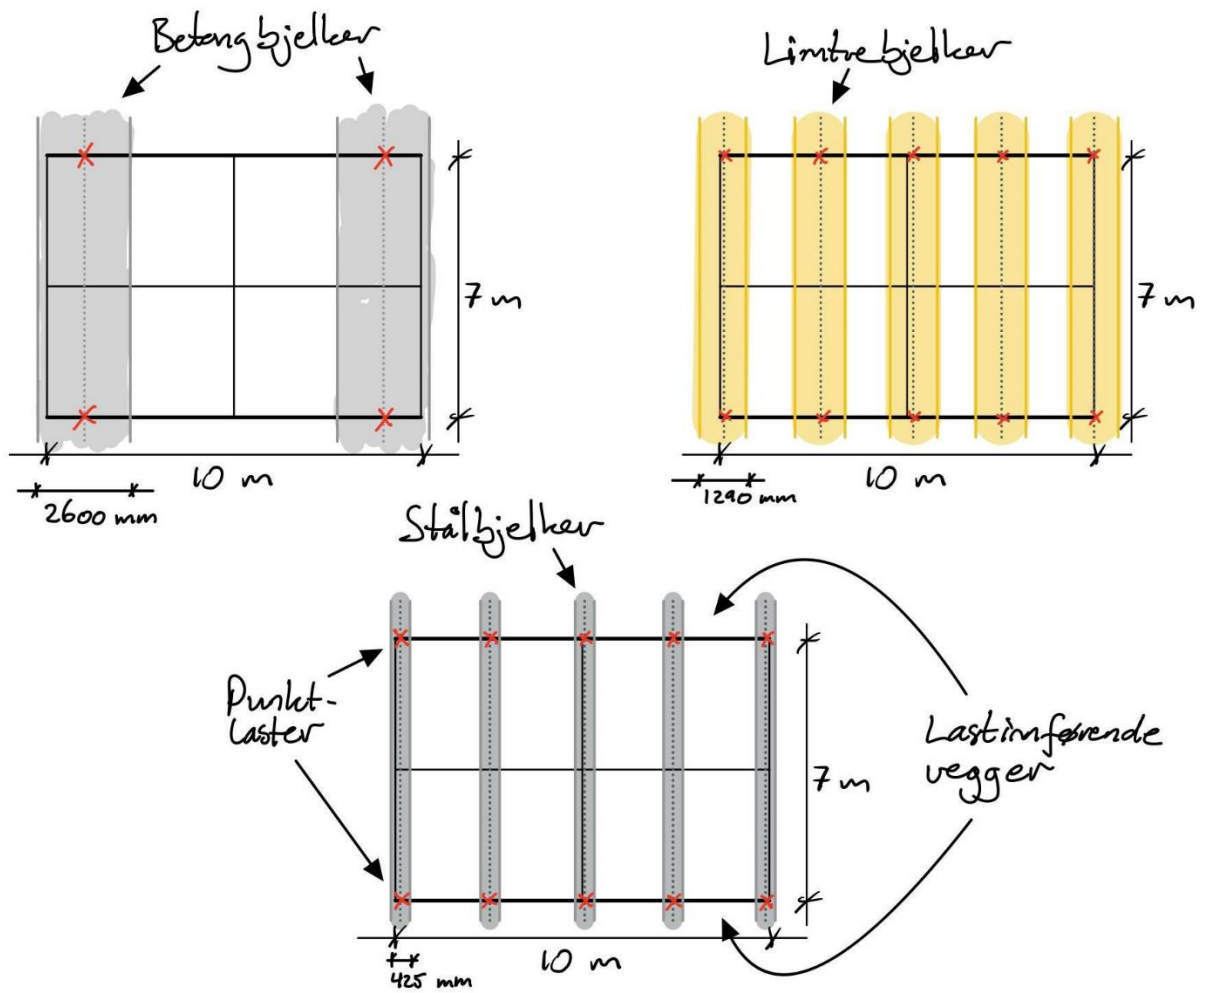 Betongbjelker
Limtrebjelker
7 m
7 m
10 m
10 m
2600 mm
1290 mm
Stålbjelker
Punkt-
laster
Lastinnførende
vegger
7 m
10 m
425 mm